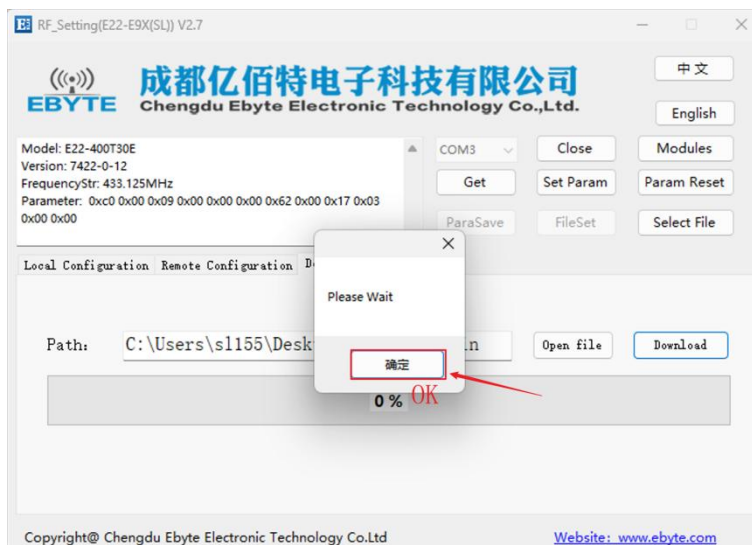 RF_Setting(E22-E9X(SL)) V2.7
EBYTE
成都亿佰特电子科技有限公司
Chengdu Ebyte Electronic Technology Co.,Ltd.
中文
English
Model: E22-400T30E
Version: 7422-0-12
FrequencyStr: 433.125MHz
Parameter: 0xc0 0x00 0x09 0x00 0x00 0x00 0x62 0x00 0x17 0x03
0x00 0x00
COM3
Close
Modules
Get
Set Param
Param Reset
ParaSave
FileSet
Select File
Local Configuration
Remote Configuration
Please Wait
确定
OK
Path:
C:\Users\sl155\Desk
Open file
Download
0 %
Copyright@ Chengdu Ebyte Electronic Technology Co.Ltd
Website: www.ebyte.com